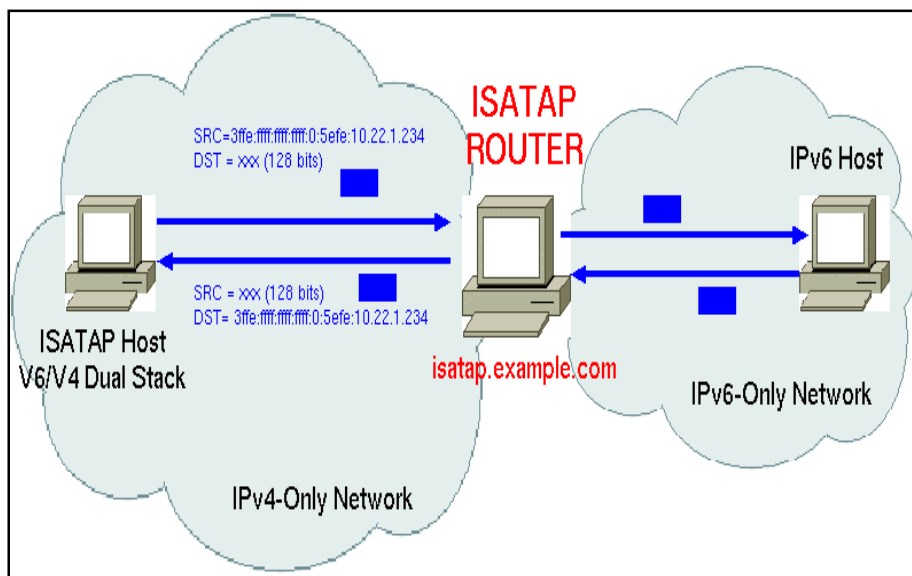 ISATAP
ROUTER
SRC=3ffe:ffff:ffff:ffff:0:5efe:10.22.1.234
DST = xxx (128 bits)
IPv6 Host
SRC = xxx (128 bits)
DST= 3ffe:ffff:ffff:ffff:0:5efe:10.22.1.234
ISATAP Host
V6/V4 Dual Stack
isatap.example.com
IPv6-Only Network
IPv4-Only Network